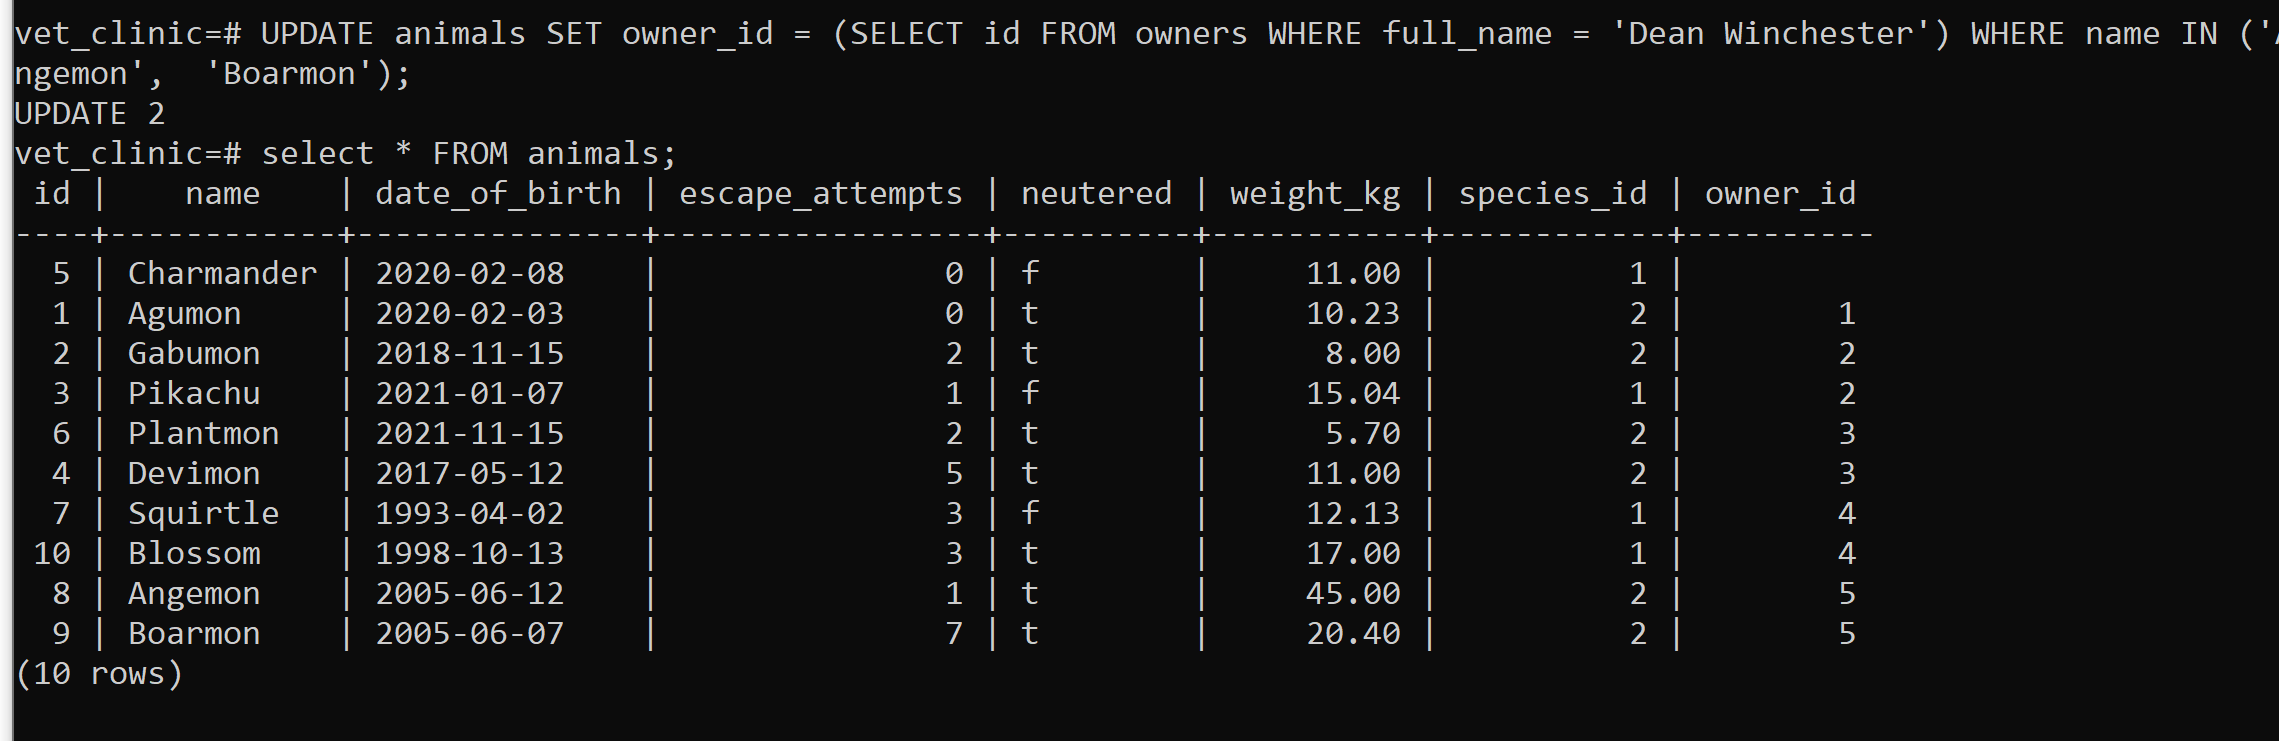 vet_clinic=# UPDATE animals SET owner_id = (SELECT id FROM owners WHERE full_name = 'Dean Winchester') WHERE name IN ('A
ngemon',  'Boarmon');
UPDATE 2
vet_clinic=# select * FROM animals;
 id |    name    | date_of_birth | escape_attempts | neutered | weight_kg | species_id | owner_id
----+------------+---------------+-----------------+----------+-----------+------------+----------
  5 | Charmander | 2020-02-08    |               0 | f        |     11.00 |          1 |
  1 | Agumon     | 2020-02-03    |               0 | t        |     10.23 |          2 |        1
  2 | Gabumon    | 2018-11-15    |               2 | t        |      8.00 |          2 |        2
  3 | Pikachu    | 2021-01-07    |               1 | f        |     15.04 |          1 |        2
  6 | Plantmon   | 2021-11-15    |               2 | t        |      5.70 |          2 |        3
  4 | Devimon    | 2017-05-12    |               5 | t        |     11.00 |          2 |        3
  7 | Squirtle   | 1993-04-02    |               3 | f        |     12.13 |          1 |        4
 10 | Blossom    | 1998-10-13    |               3 | t        |     17.00 |          1 |        4
  8 | Angemon    | 2005-06-12    |               1 | t        |     45.00 |          2 |        5
  9 | Boarmon    | 2005-06-07    |               7 | t        |     20.40 |          2 |        5
(10 rows)